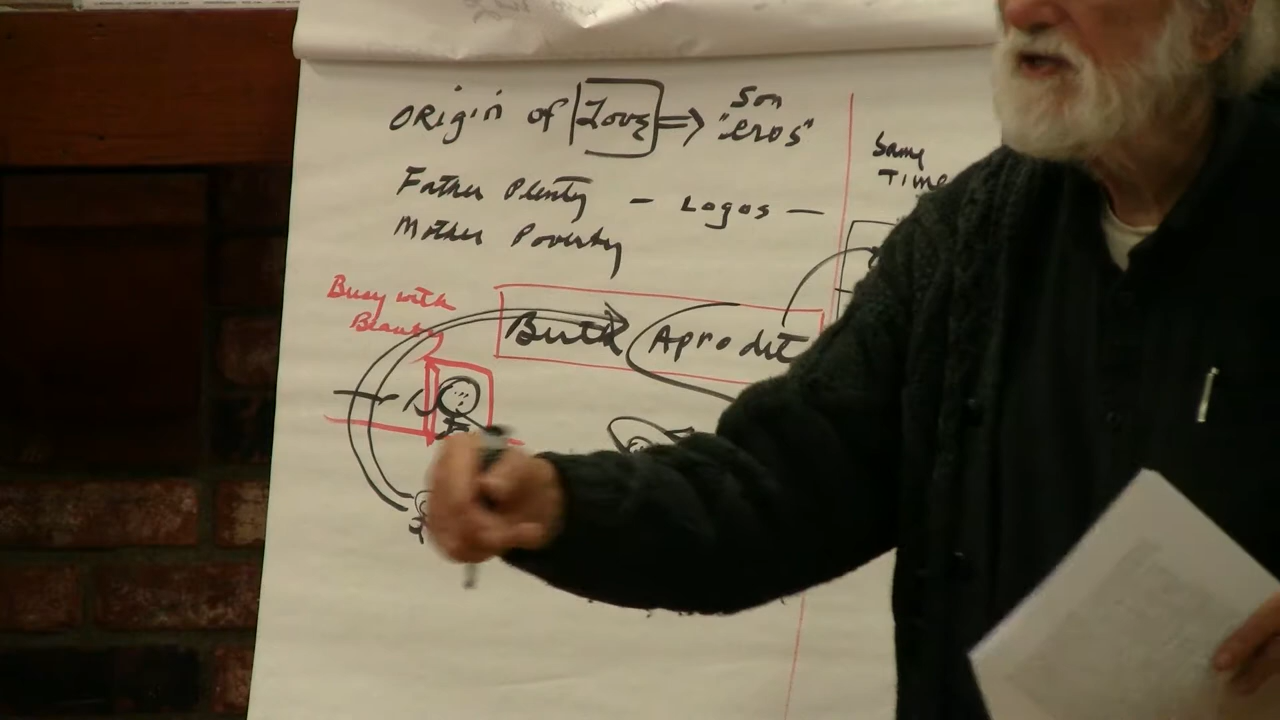 Origin of Love => Son "eros"
Father Plenty - Logos -
Mother Poverty
Same
Time
Busy with
Beauty
Birth Aprodit